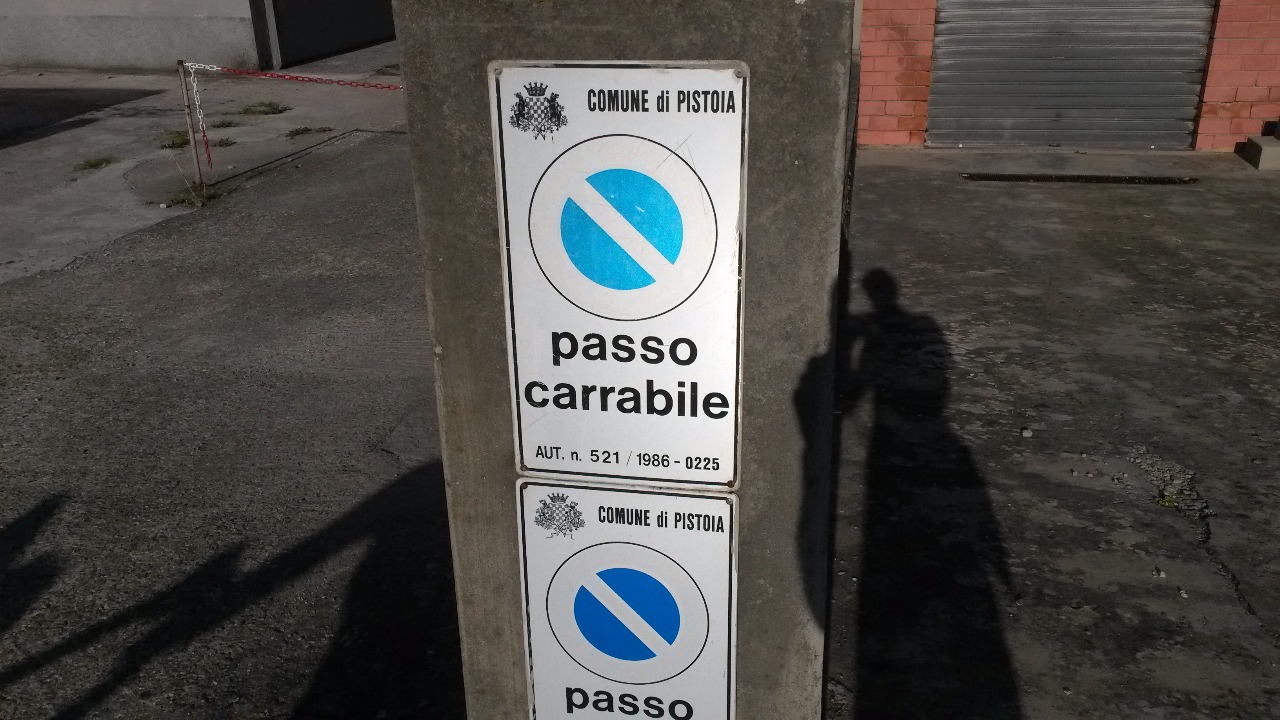 COMUNE di PISTOIA
passo
carrabile
AUT. n. 521 / 1986 - 0225
COMUNE di PISTOIA
passo